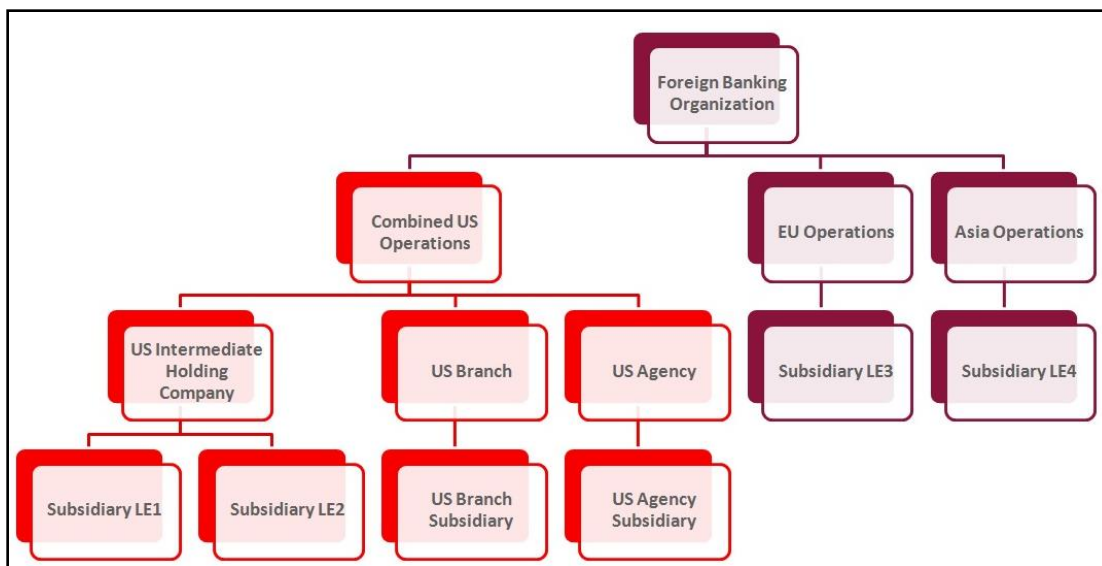 Foreign Banking
Organization
Combined US
Operations
EU Operations
Asia Operations
US Intermediate
Holding
Company
US Branch
US Agency
Subsidiary LE3
Subsidiary LE4
Subsidiary LE1
Subsidiary LE2
US Branch
Subsidiary
US Agency
Subsidiary